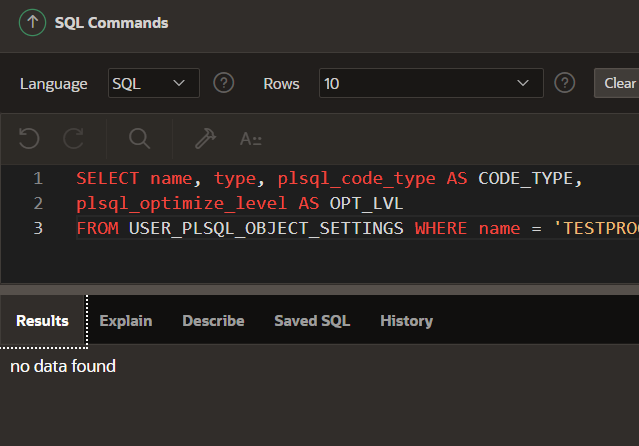 SQL Commands
Language SQL Rows 10 Clear
A::
1 SELECT name, type, plsql_code_type AS CODE_TYPE,
2 plsql_optimize_level AS OPT_LVL
3 FROM USER_PLSQL_OBJECT_SETTINGS WHERE name = 'TESTPROC
Results Explain Describe Saved SQL History
no data found